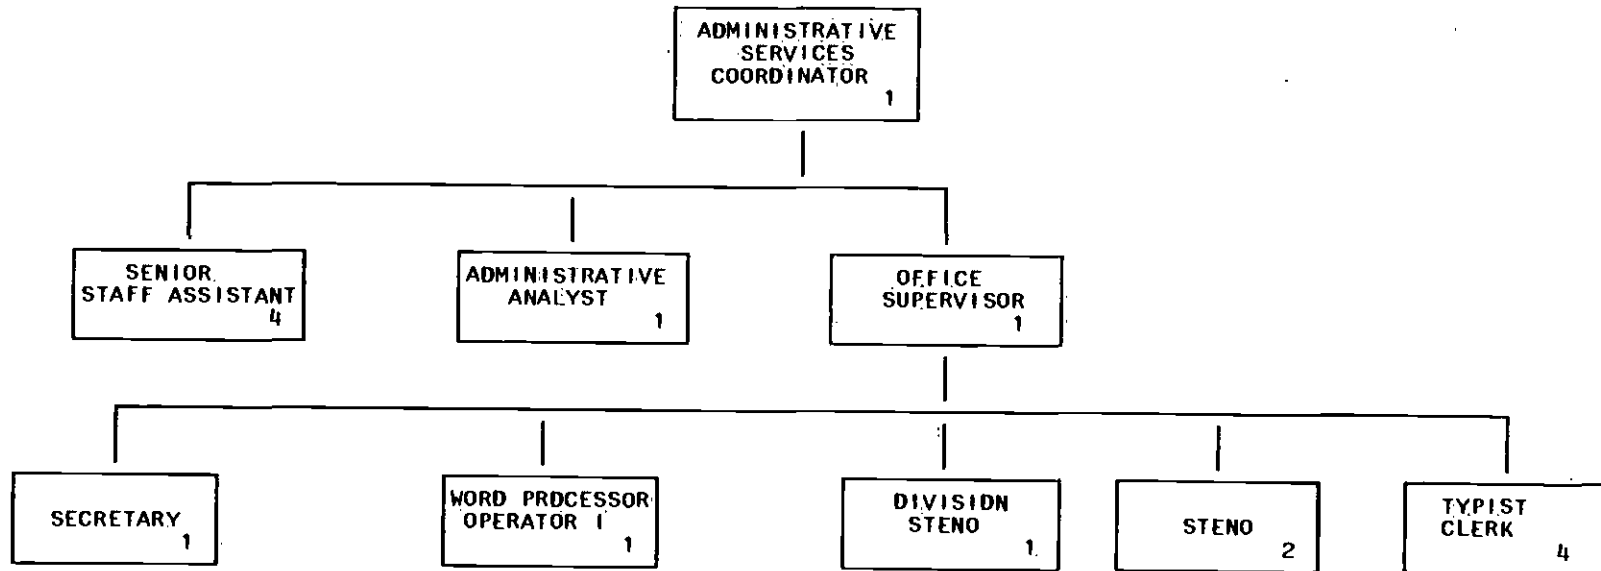 ADMINISTRATIVE
SERVICES
COORDINATOR
1
SENIOR
STAFF ASSISTANT
4
ADMINISTRATIVE
ANALYST
1
OFFICE
SUPERVISOR
1
SECRETARY
1
WORD PROCESSOR
OPERATOR I
1
DIVISION
STENO
1
STENO
2
TYPIST
CLERK
4